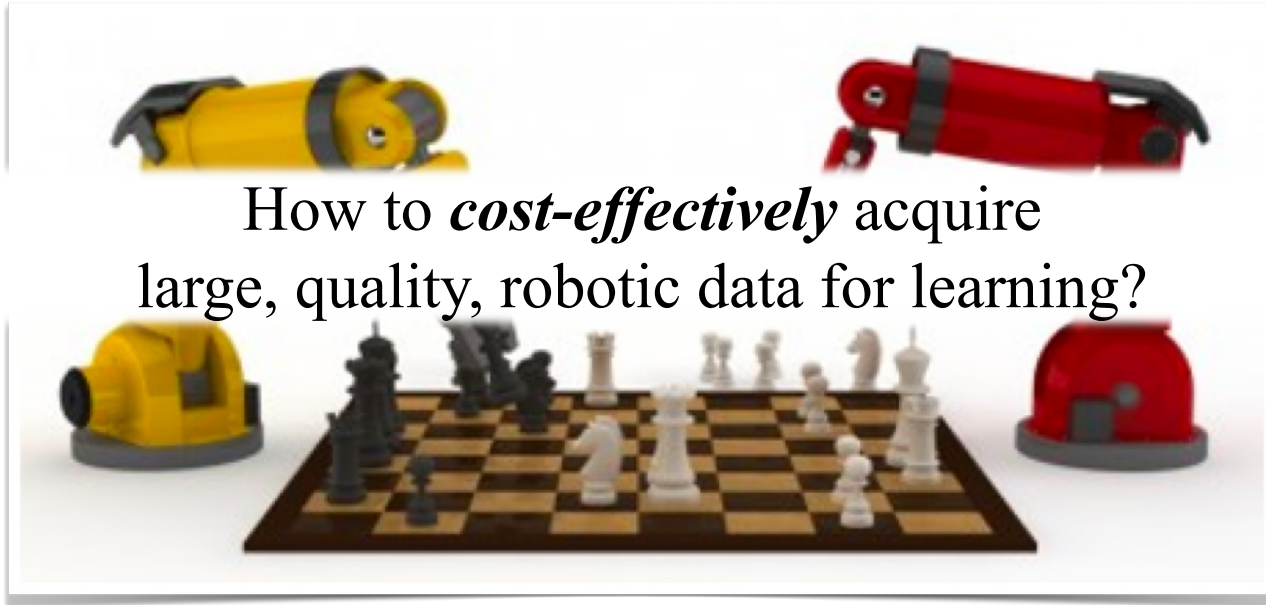 How to cost-effectively acquire
large, quality, robotic data for learning?